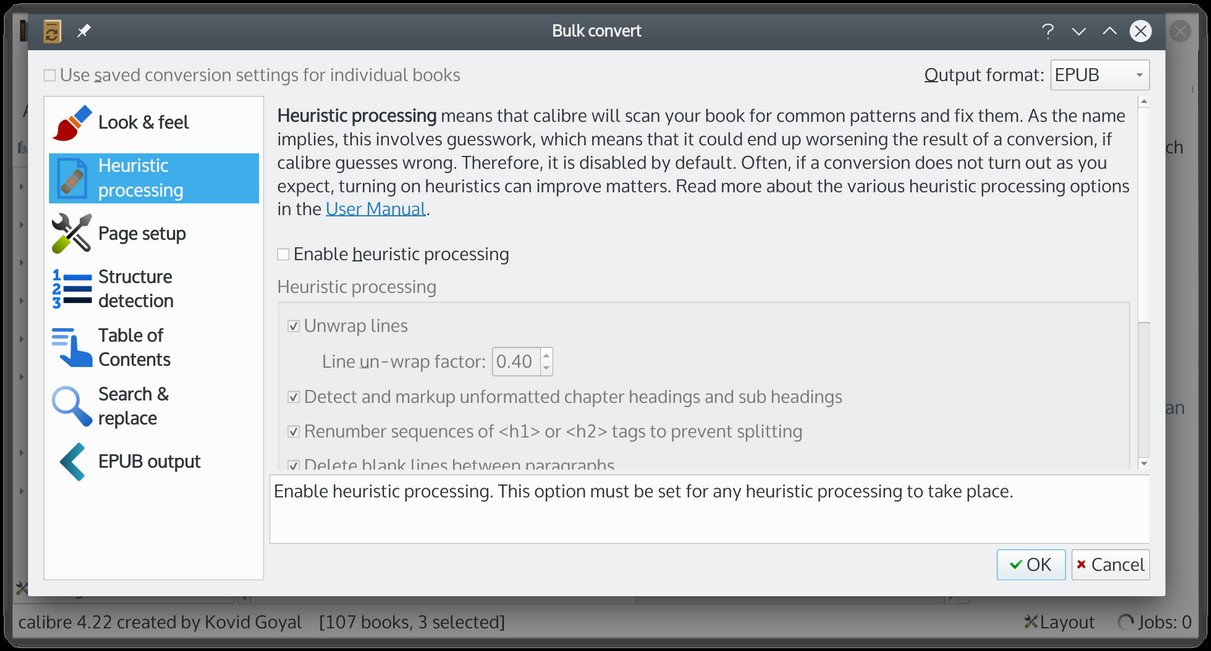 Bulk convert
Use saved conversion settings for individual books
Output format: EPUB
Look & feel
Heuristic
processing
Page setup
Structure
detection
Table of
Contents
Search &
replace
EPUB output
Heuristic processing means that calibre will scan your book for common patterns and fix them. As the name
implies, this involves guesswork, which means that it could end up worsening the result of a conversion, if
calibre guesses wrong. Therefore, it is disabled by default. Often, if a conversion does not turn out as you
expect, turning on heuristics can improve matters. Read more about the various heuristic processing options
in the User Manual.
Enable heuristic processing
Heuristic processing
Unwrap lines
Line un-wrap factor: 0.40
Detect and markup unformatted chapter headings and sub headings
Renumber sequences of <h1> or <h2> tags to prevent splitting
Delete blank lines between paragraphs
Enable heuristic processing. This option must be set for any heuristic processing to take place.
OK
Cancel
ch
an
calibre 4.22 created by Kovid Goyal [107 books, 3 selected]
Layout
Jobs: 0